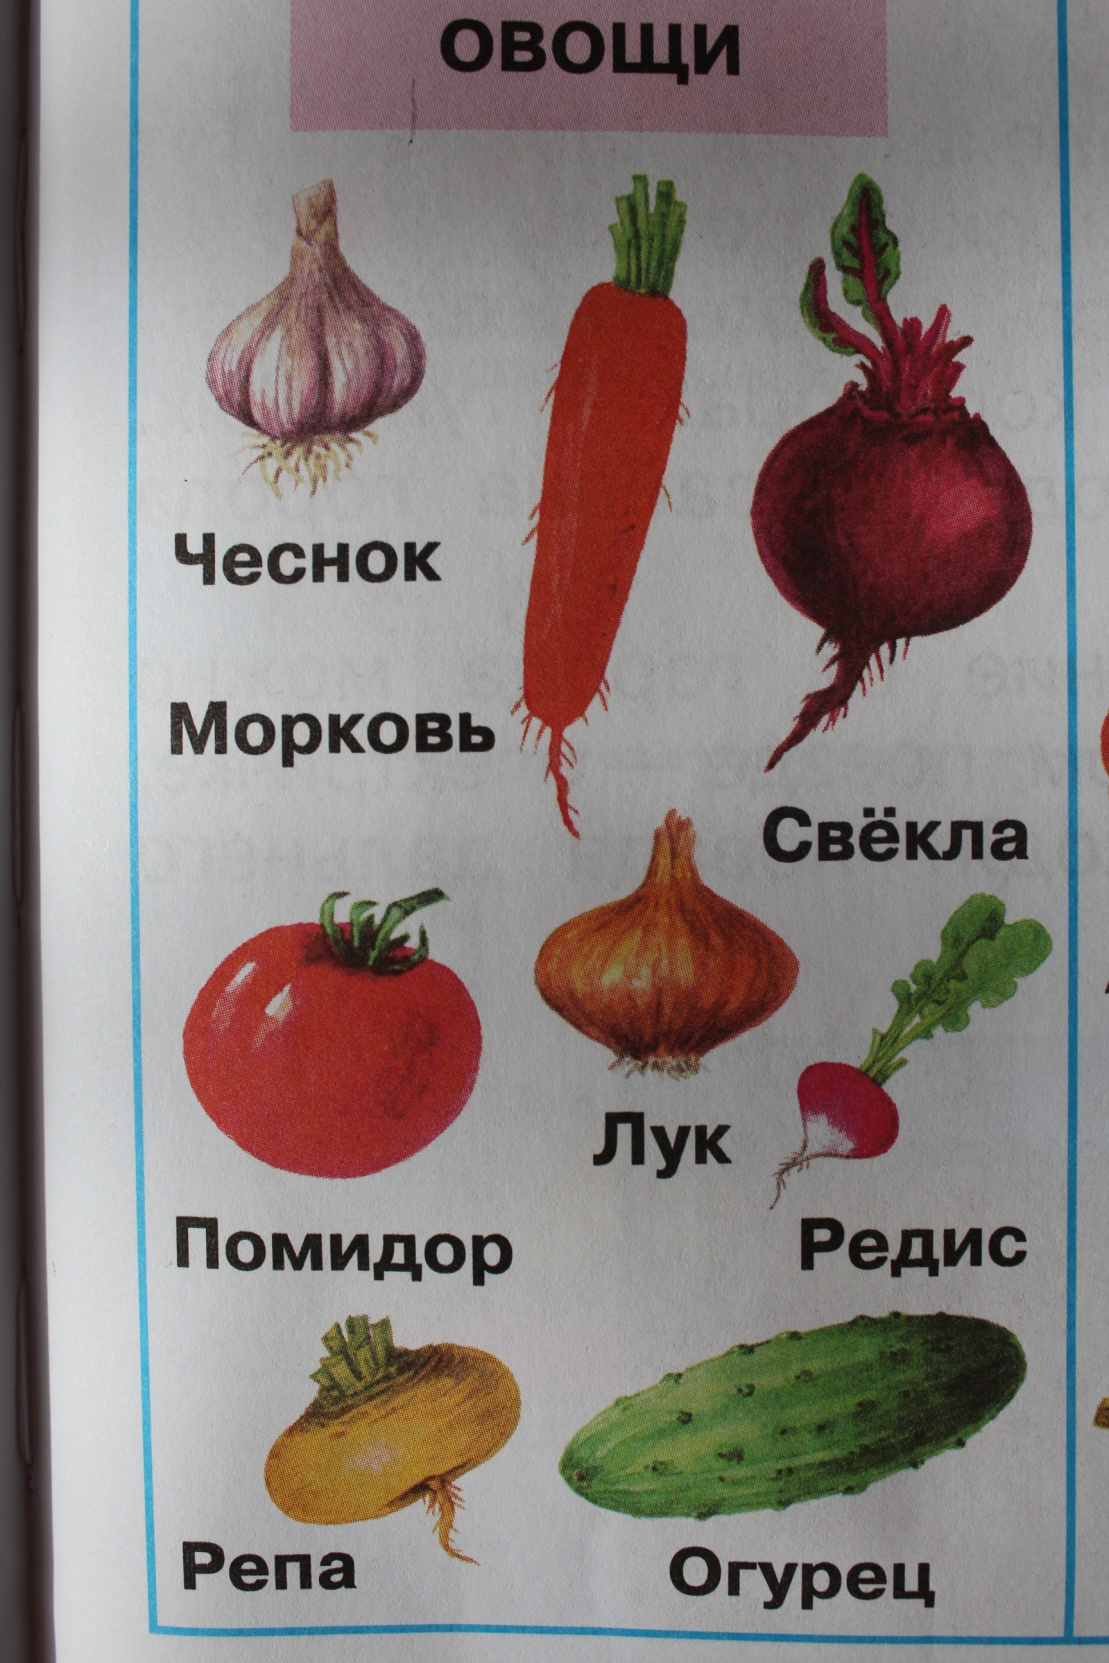 ОВОЩИ
Чеснок
Морковь
Свёкла
Лук
Помидор
Редис
Репа
Огурец